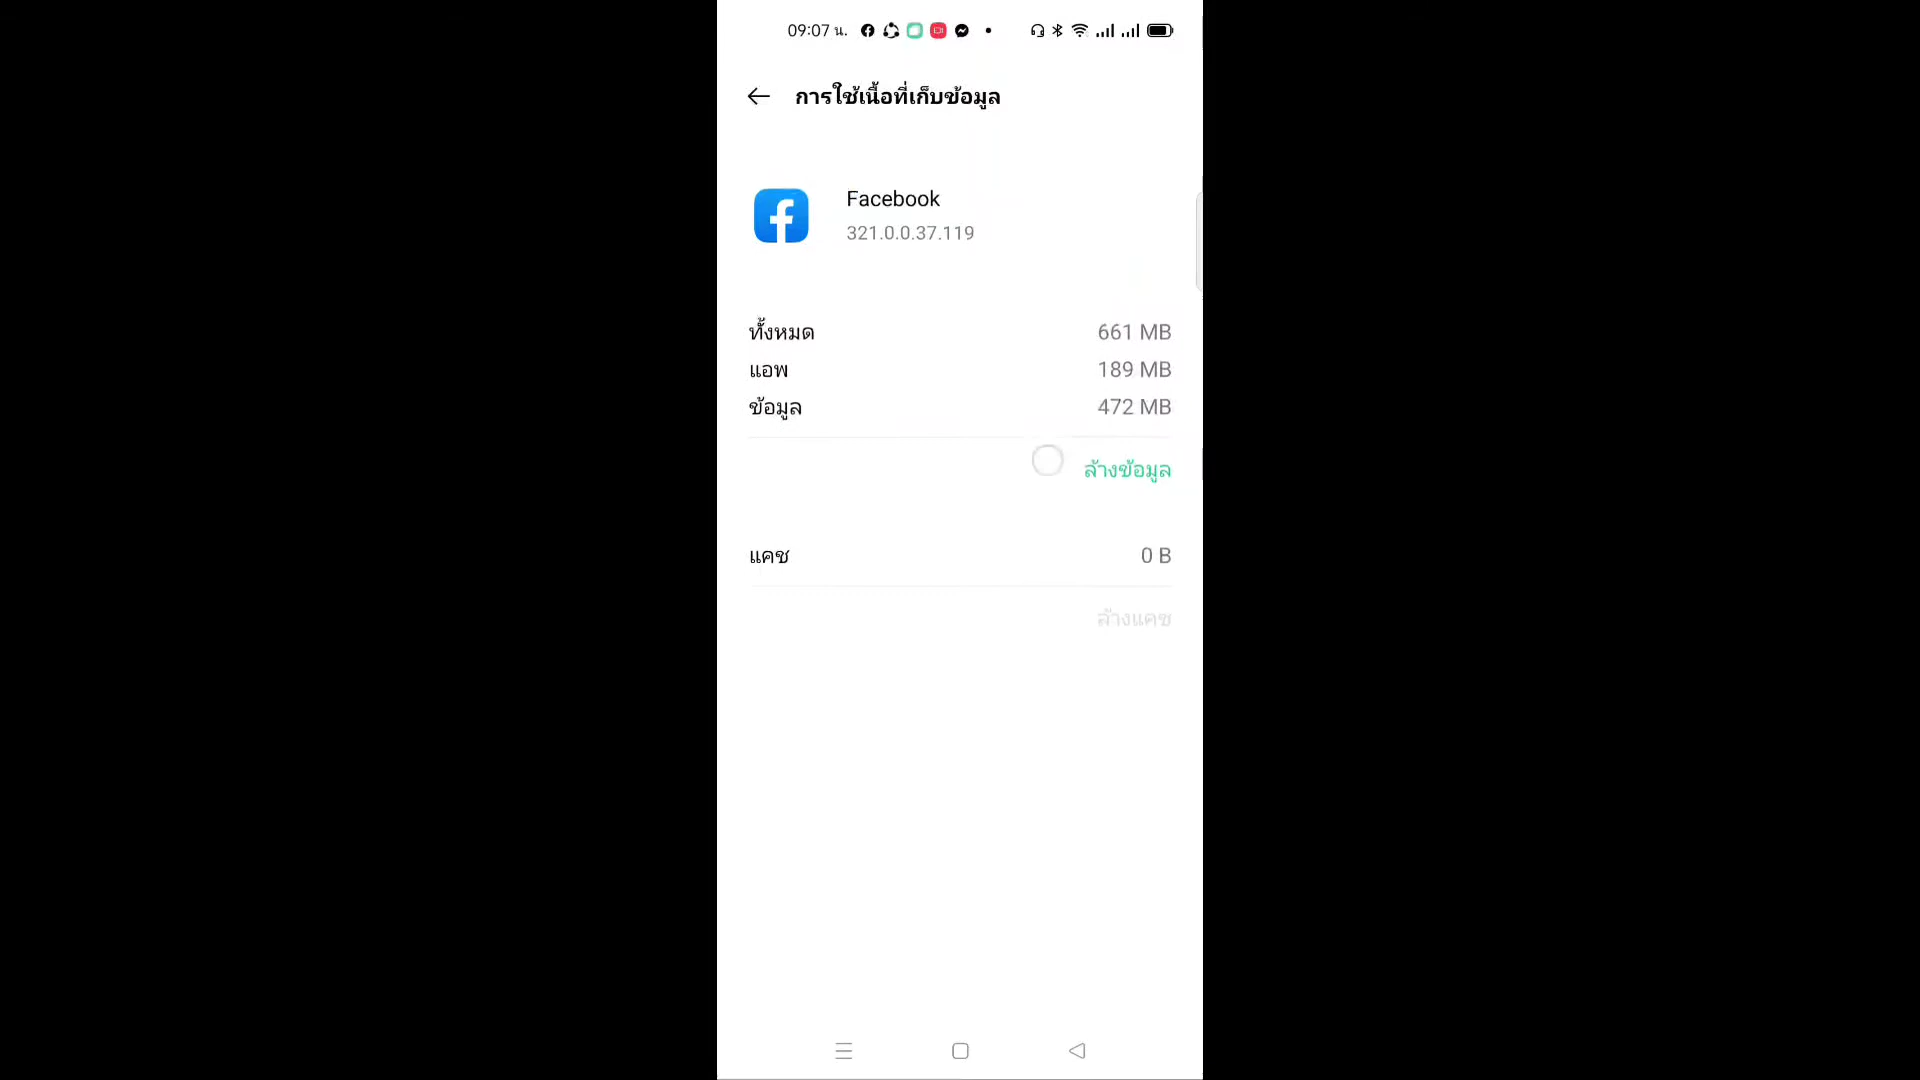 09:07 น.
การใช้เนื้อที่เก็บข้อมูล
Facebook
321.0.0.37.119
ทั้งหมด 661 MB
แอพ 189 MB
ข้อมูล 472 MB
ล้างข้อมูล
แคช 0 B
ล้างแคช